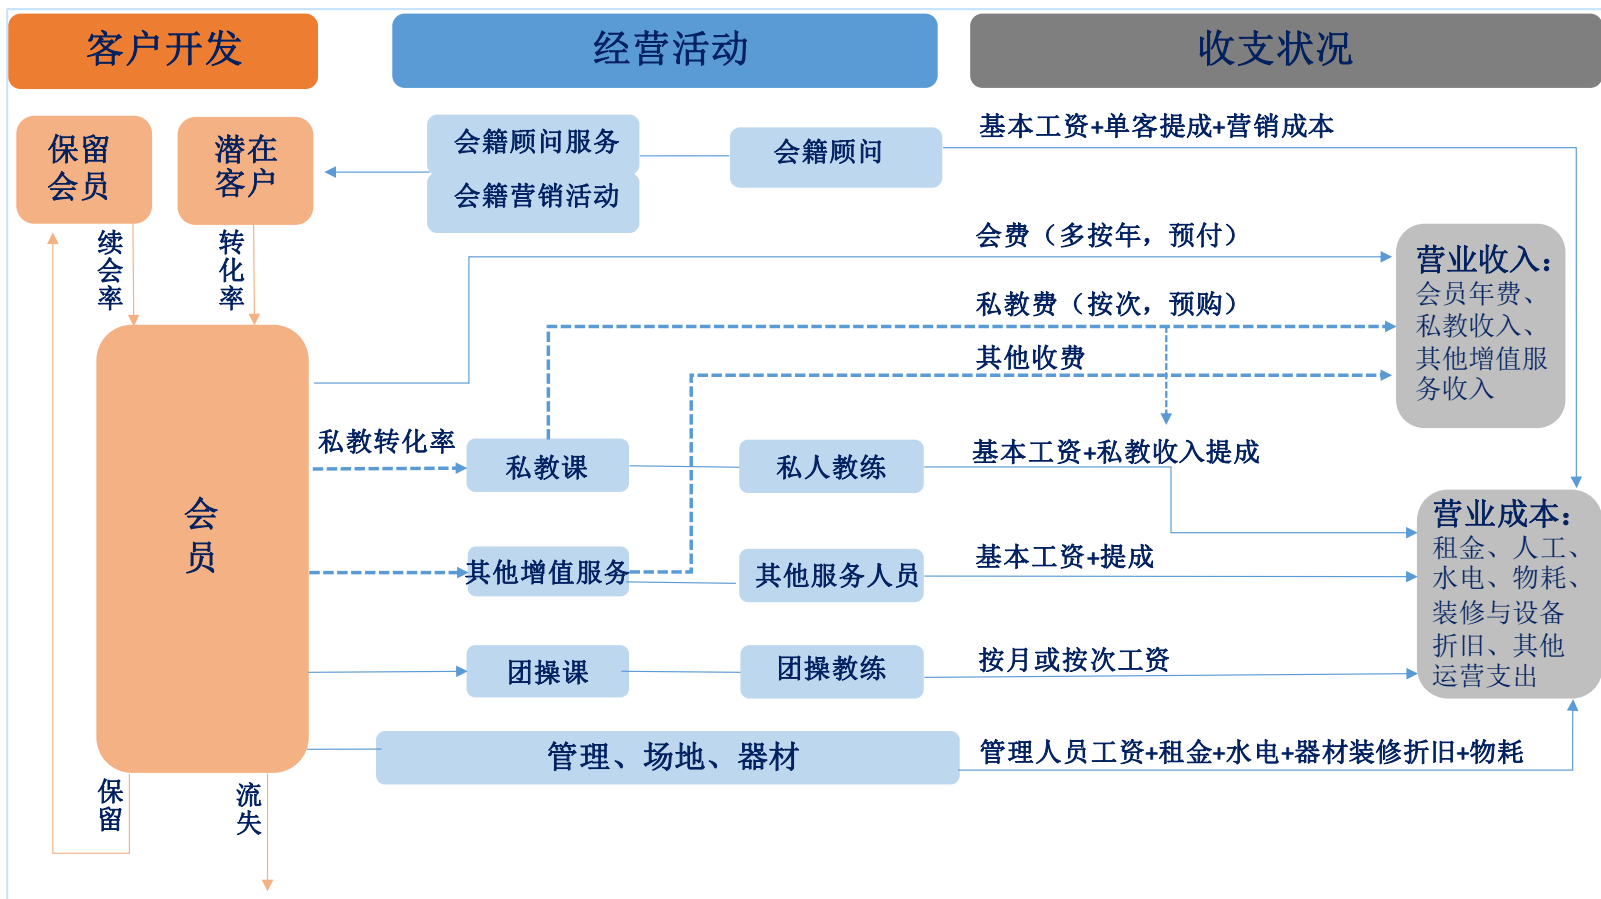 客户开发
经营活动
收支状况
保留
会员
潜在
客户
会籍顾问服务
会籍营销活动
会籍顾问
基本工资+单客提成+营销成本
续会率
转化率
会费（多按年，预付）
私教费（按次，预购）
其他收费
营业收入：
会员年费、
私教收入、
其他增值服
务收入
会员
私教转化率
私教课
私人教练
基本工资+私教收入提成
其他增值服务
其他服务人员
基本工资+提成
团操课
团操教练
按月或按次工资
营业成本：
租金、人工、
水电、物耗、
装修与设备
折旧、其他
运营支出
管理、场地、器材
管理人员工资+租金+水电+器材装修折旧+物耗
保留
流失